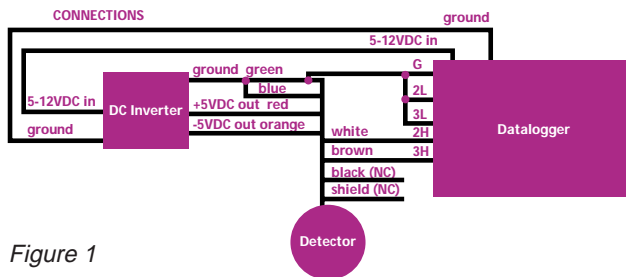 CONNECTIONS
ground
5-12VDC in
ground green
G
blue
2L
5-12VDC in
DC Inverter
+5VDC out red
3L
Datalogger
-5VDC out orange
ground
white
2H
brown
3H
black (NC)
shield (NC)
Detector
Figure 1